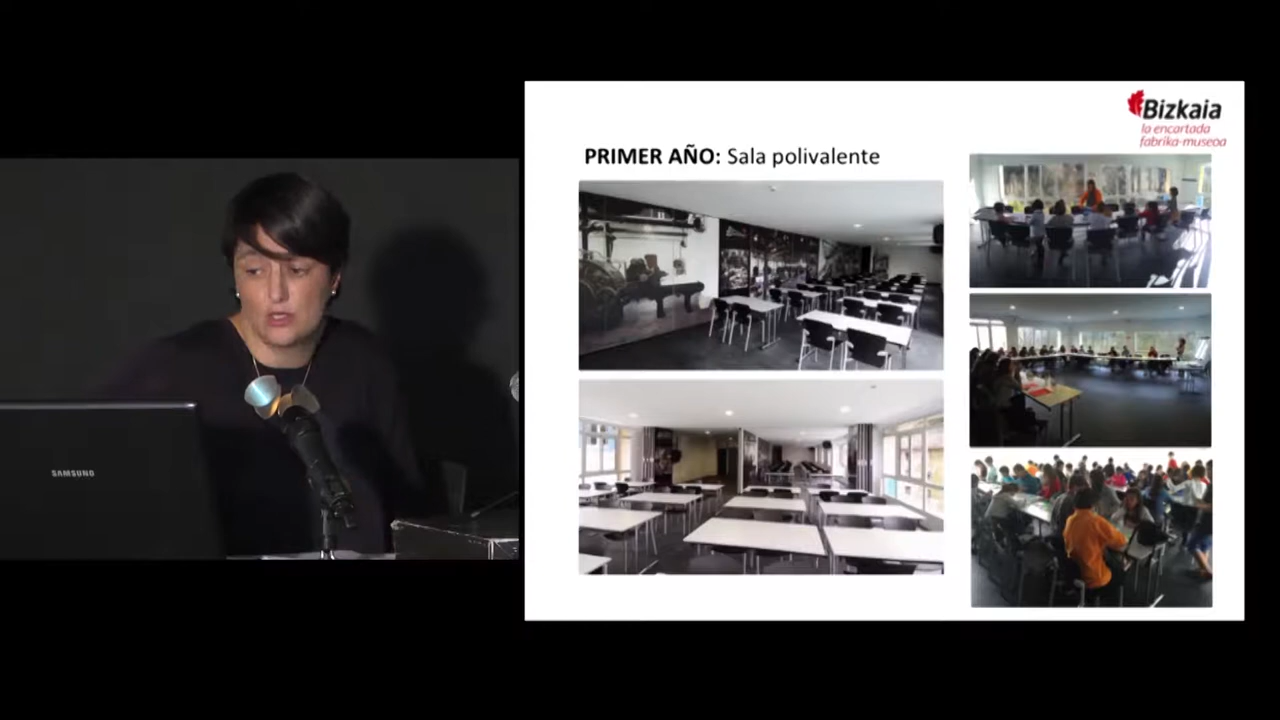 SAMSUNG
Bizkaia
la encartada
fabrika-museoa
PRIMER AÑO: Sala polivalente